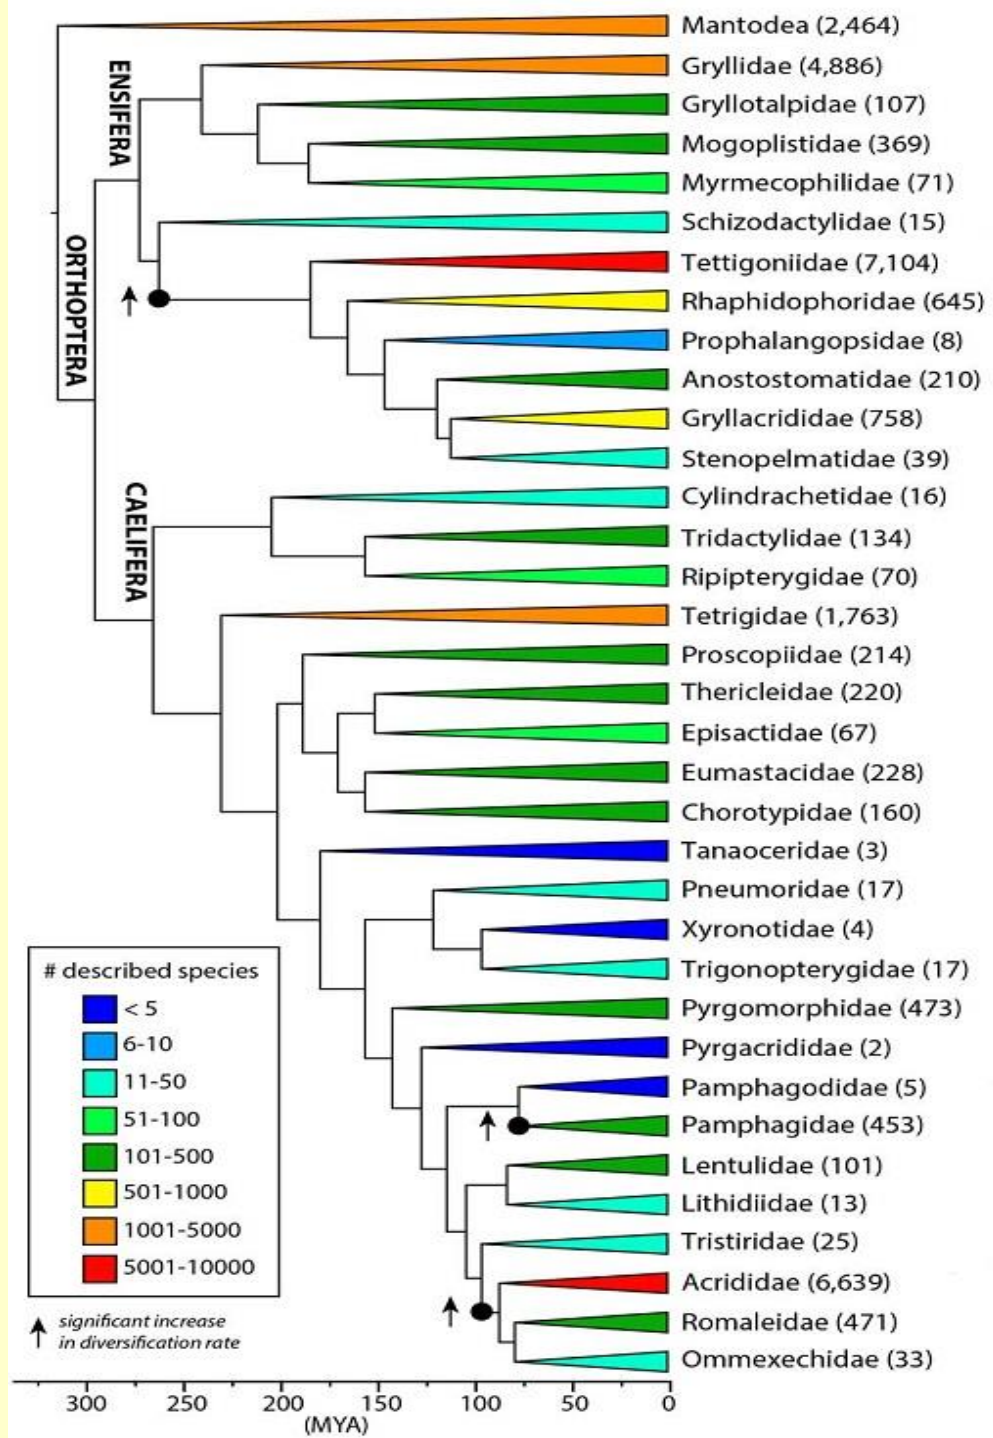 Mantodea (2,464)
ENSIFERA
Gryllidae (4,886)
Gryllotalpidae (107)
Mogoplistidae (369)
Myrmecophilidae (71)
Schizodactylidae (15)
ORTHOPTERA
Tettigoniidae (7,104)
Rhaphidophoridae (645)
Prophalangopsidae (8)
Anostostomatidae (210)
Gryllacrididae (758)
Stenopelmatidae (39)
CAELIFERA
Cylindrachetidae (16)
Tridactylidae (134)
Ripipterygidae (70)
Tetrigidae (1,763)
Proscopiidae (214)
Thericleidae (220)
Episactidae (67)
Eumastacidae (228)
Chorotypidae (160)
Tanaoceridae (3)
Pneumoridae (17)
Xyronotidae (4)
Trigonopterygidae (17)
Pyrgomorphidae (473)
Pyrgacrididae (2)
Pamphagodidae (5)
Pamphagidae (453)
Lentulidae (101)
Lithidiidae (13)
Tristiridae (25)
Acrididae (6,639)
Romaleidae (471)
Ommexechidae (33)
# described species
< 5
6-10
11-50
51-100
101-500
501-1000
1001-5000
5001-10000
significant increase
in diversification rate
300 250 200 150 100 50 0
(MYA)